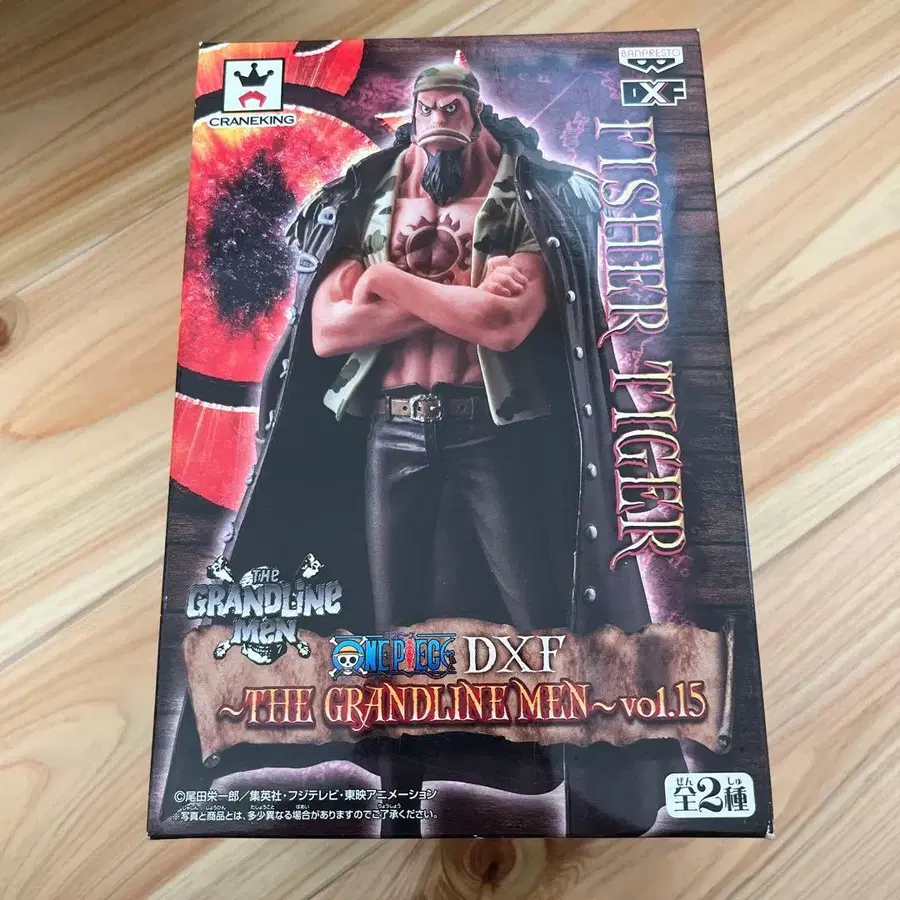 CRANEKING
BANPRESTO
DXF
FISHER TIGER
THE
GRANDLINE
MEN
ONE PIECE DXF
~THE GRANDLINE MEN~vol.15
©尾田栄一郎/集英社・フジテレビ・東映アニメーション
※写真と商品とは、多少異なる場合がありますのでご了承ください。
全2種